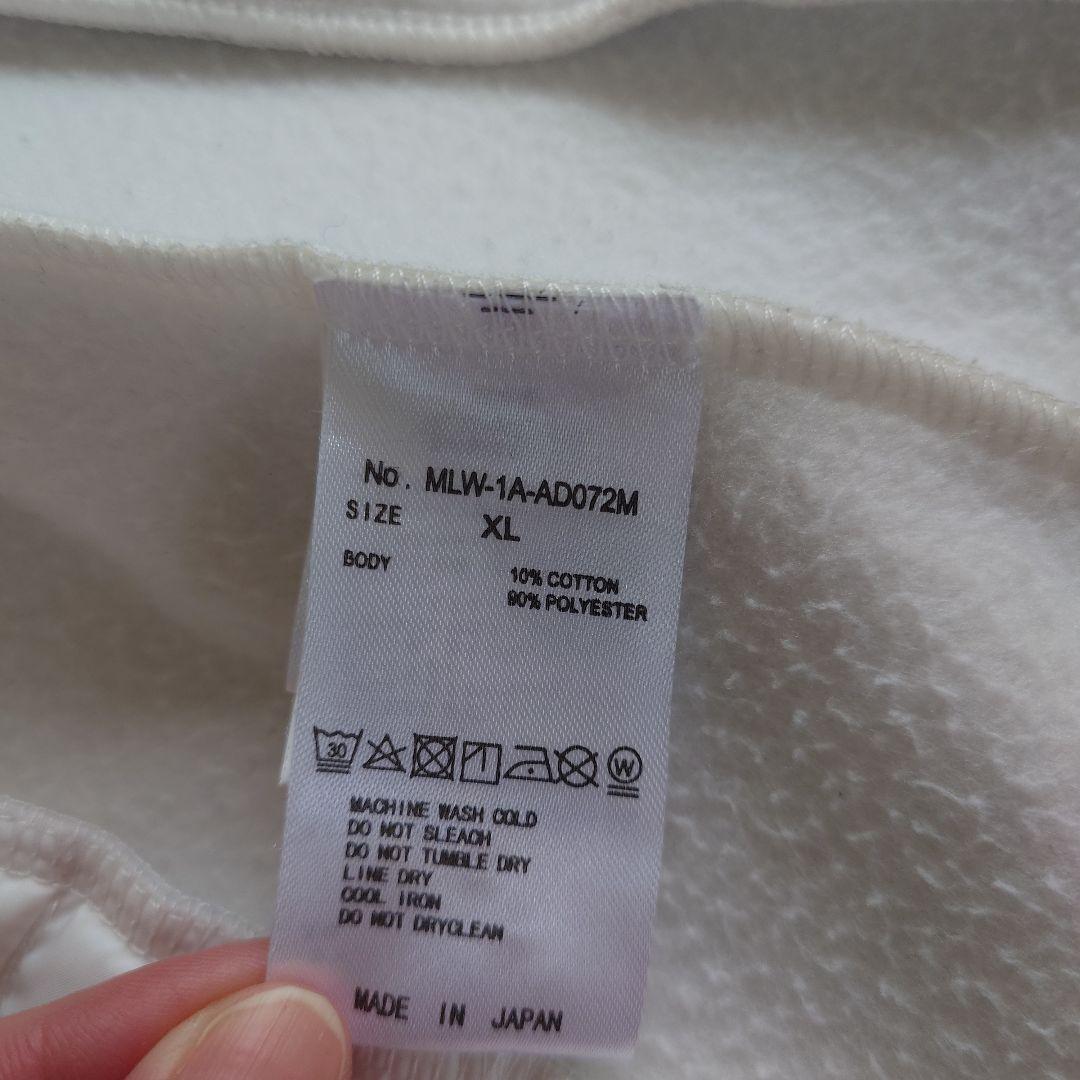 No. MLW-1A-AD072M
SIZE XL
BODY 10% COTTON
90% POLYESTER
30
W
MACHINE WASH COLD
DO NOT SLEACH
DO NOT TUMBLE DRY
LINE DRY
COOL IRON
DO NOT DRYCLEAN
MADE IN JAPAN